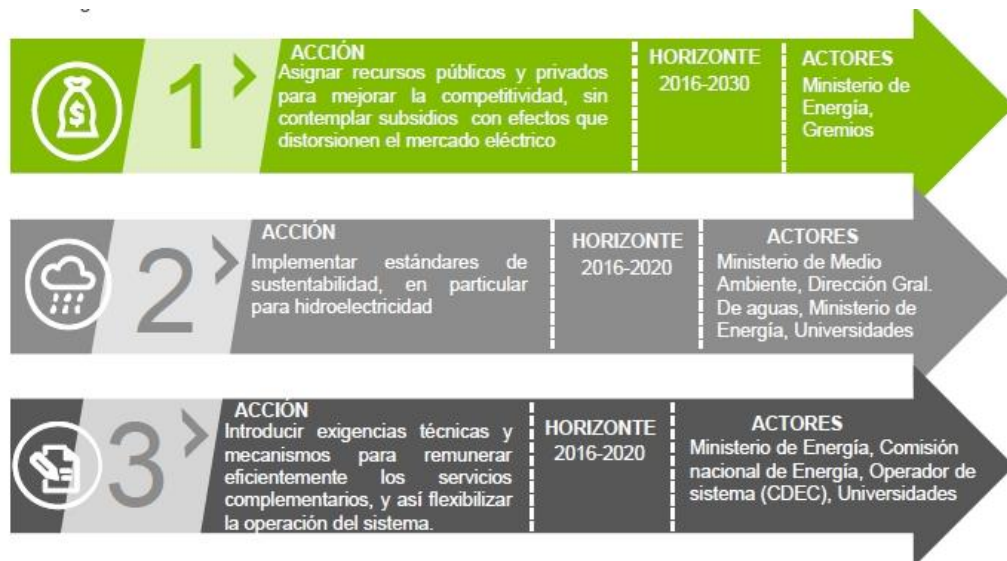 1
ACCIÓN
Asignar recursos públicos y privados
para mejorar la competitividad, sin
contemplar subsidios con efectos que
distorsionen el mercado eléctrico
HORIZONTE
2016-2030
ACTORES
Ministerio de
Energía,
Gremios
2
ACCIÓN
Implementar estándares de
sustentabilidad, en particular
para hidroelectricidad
HORIZONTE
2016-2020
ACTORES
Ministerio de Medio
Ambiente, Dirección Gral.
De aguas, Ministerio de
Energía, Universidades
3
ACCIÓN
Introducir exigencias técnicas y
mecanismos para remunerar
eficientemente los servicios
complementarios, y así flexibilizar
la operación del sistema.
HORIZONTE
2016-2020
ACTORES
Ministerio de Energía, Comisión
nacional de Energía, Operador de
sistema (CDEC), Universidades